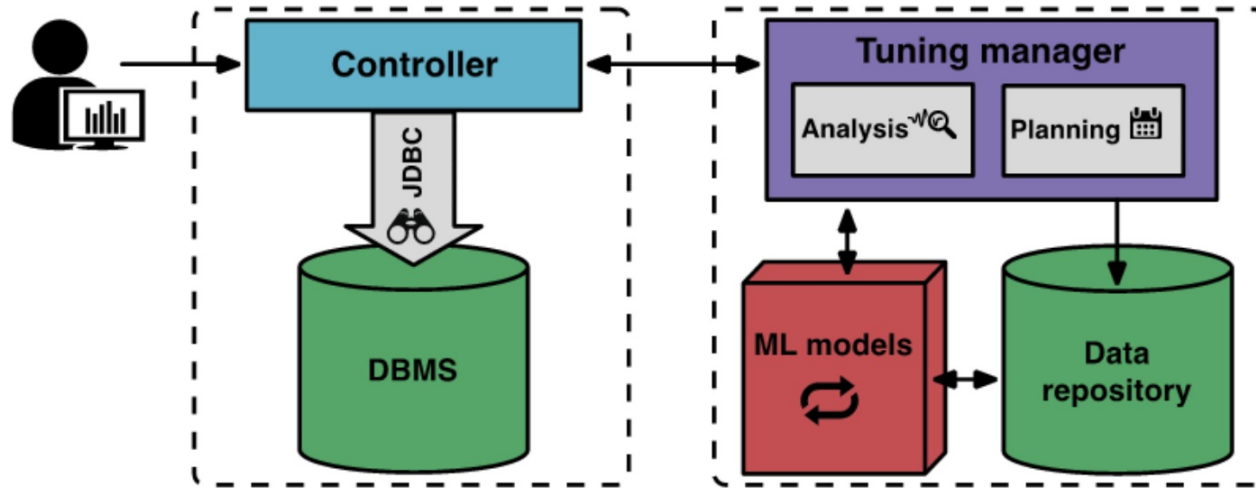 Controller
JDBC
DBMS
Tuning manager
Analysis
Planning
ML models
Data
repository